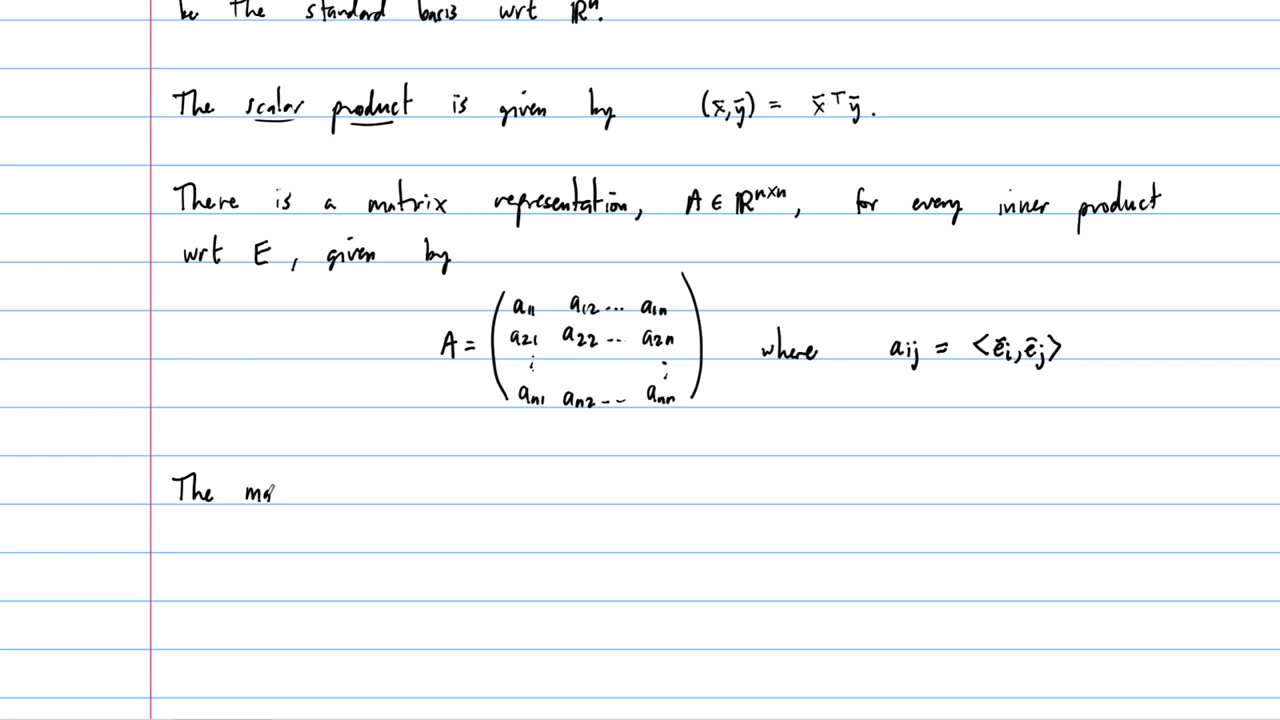 be the standard basis wrt ℝⁿ.
The scalar product is given by (x̄,ȳ) = x̄ᵀȳ.
There is a matrix representation, A ∈ ℝⁿˣⁿ, for every inner product
wrt E, given by
A = ( a₁₁ a₁₂ ... a₁ₙ
a₂₁ a₂₂ ... a₂ₙ
⋮ ⋮
aₙ₁ aₙ₂ ... aₙₙ ) where aij = <ēi, ēj>
The ma